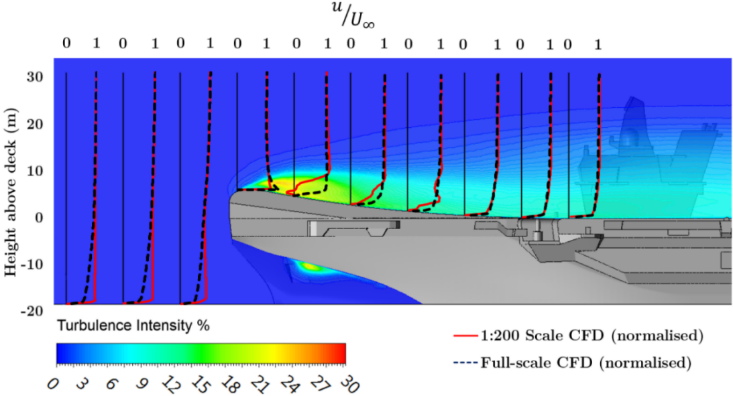 u/U∞
0 1 0 1 0 1 0 1 0 1 0 1 0 1 0 1 0 1 0 1
Height above deck (m)
30
20
10
0
-10
-20
Turbulence Intensity %
0 3 6 9 12 15 18 21 24 27 30
1:200 Scale CFD (normalised)
Full-scale CFD (normalised)